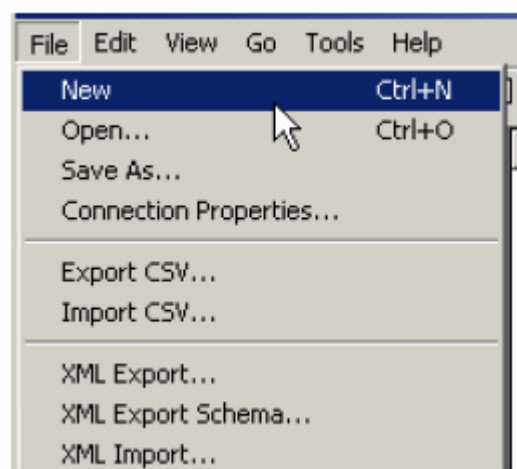 File Edit View Go Tools Help
New Ctrl+N
Open... Ctrl+O
Save As...
Connection Properties...
Export CSV...
Import CSV...
XML Export...
XML Export Schema...
XML Import...